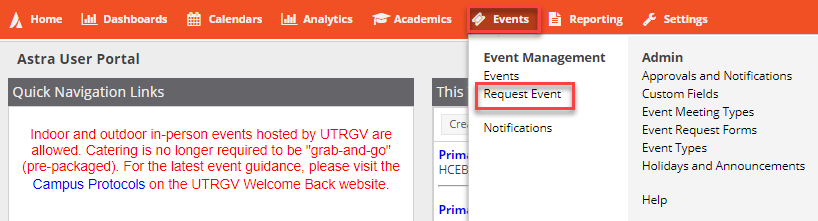 Home Dashboards Calendars Analytics Academics Events Reporting Settings
Astra User Portal
Quick Navigation Links
Indoor and outdoor in-person events hosted by UTRGV are
allowed. Catering is no longer required to be "grab-and-go"
(pre-packaged). For the latest event guidance, please visit the
Campus Protocols on the UTRGV Welcome Back website.
This
Crea
Prima
HCEB
Prima
Event Management
Events
Request Event
Notifications
Admin
Approvals and Notifications
Custom Fields
Event Meeting Types
Event Request Forms
Event Types
Holidays and Announcements
Help